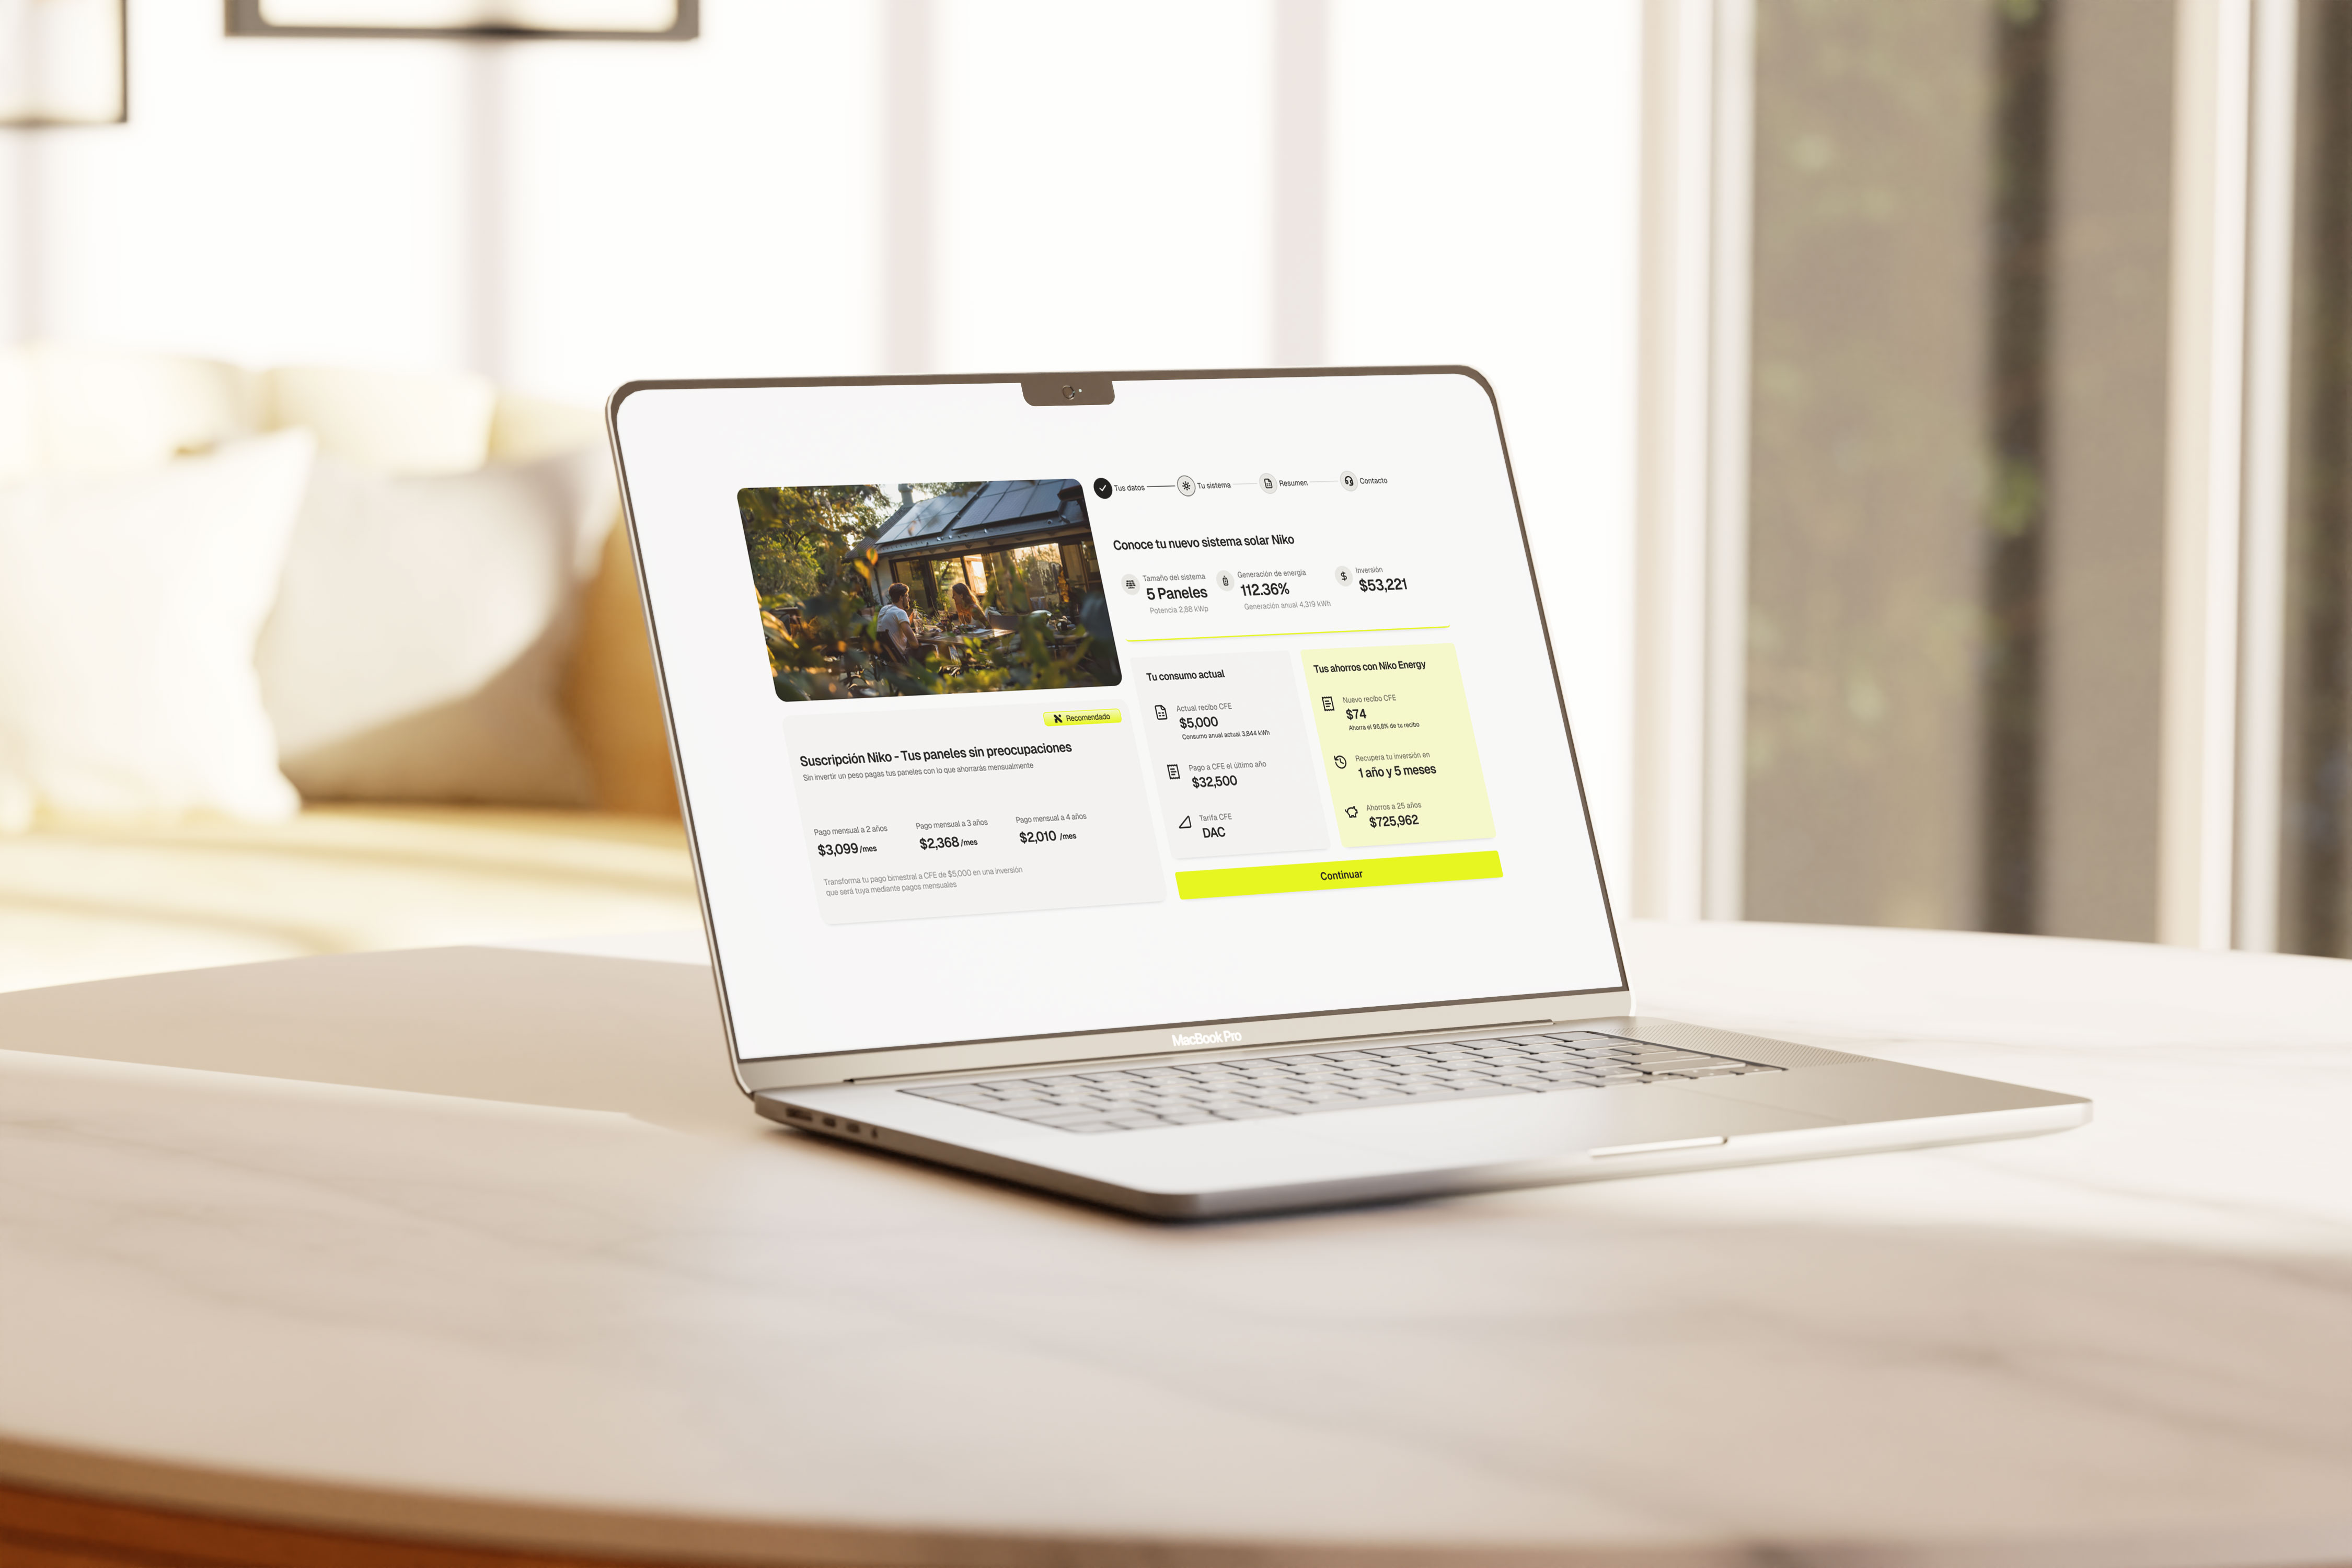 Tus datos
Tu sistema
Resumen
Contacto
Conoce tu nuevo sistema solar Niko
Tamaño del sistema
5 Paneles
Potencia 2,88 kWp
Generación de energía
112.36%
Generación anual 4,319 kWh
Inversión
$53,221
Recomendado
Suscripción Niko - Tus paneles sin preocupaciones
Sin invertir un peso pagas tus paneles con lo que ahorrarás mensualmente
Pago mensual a 2 años
$3,099 /mes
Pago mensual a 3 años
$2,368 /mes
Pago mensual a 4 años
$2,010 /mes
Transforma tu pago bimestral a CFE de $5,000 en una inversión
que será tuya mediante pagos mensuales
Tu consumo actual
Actual recibo CFE
$5,000
Consumo anual actual 3,844 kWh
Pago a CFE el último año
$32,500
Tarifa CFE
DAC
Tus ahorros con Niko Energy
Nuevo recibo CFE
$74
Ahorra el 96.8% de tu recibo
Recupera tu inversión en
1 año y 5 meses
Ahorros a 25 años
$725,962
Continuar
MacBook Pro